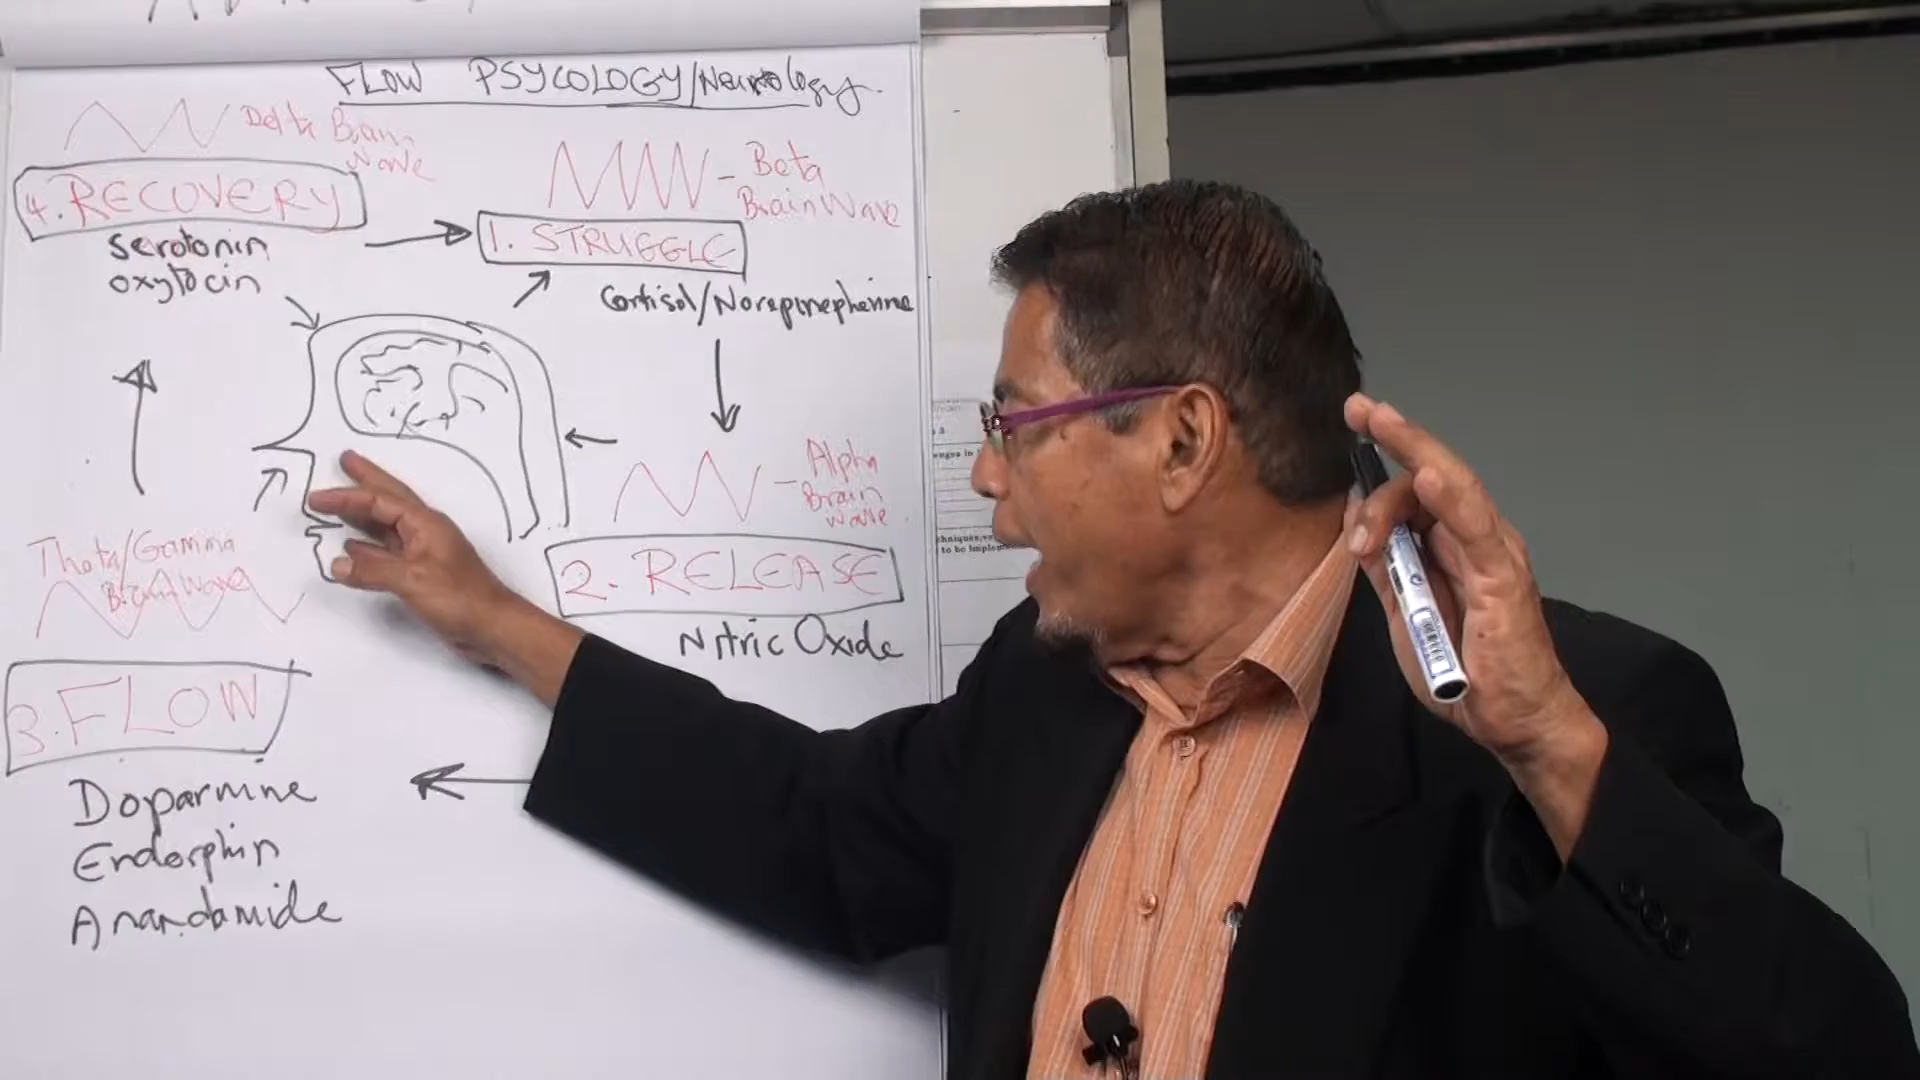 FLOW PSYCOLOGY/Neurology.
Delta Brain
Wave
4. RECOVERY
Serotonin
oxytocin
Beta
Brain Wave
1. STRUGGLE
Cortisol/Norepinepherine
Alpha
Brain
Wave
2. RELEASE
Nitric Oxide
Theta/Gamma
Brain Wave
3. FLOW
Dopamine
Endorphin
Anandamide